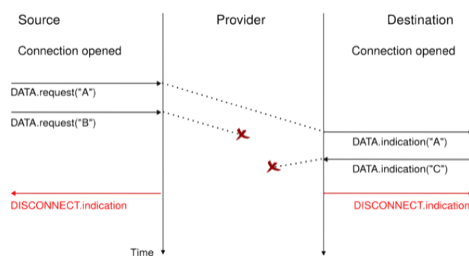 Source Provider Destination
Connection opened Connection opened
DATA.request("A")
DATA.request("B")
DATA.indication("A")
DATA.indication("C")
DISCONNECT.indication DISCONNECT.indication
Time